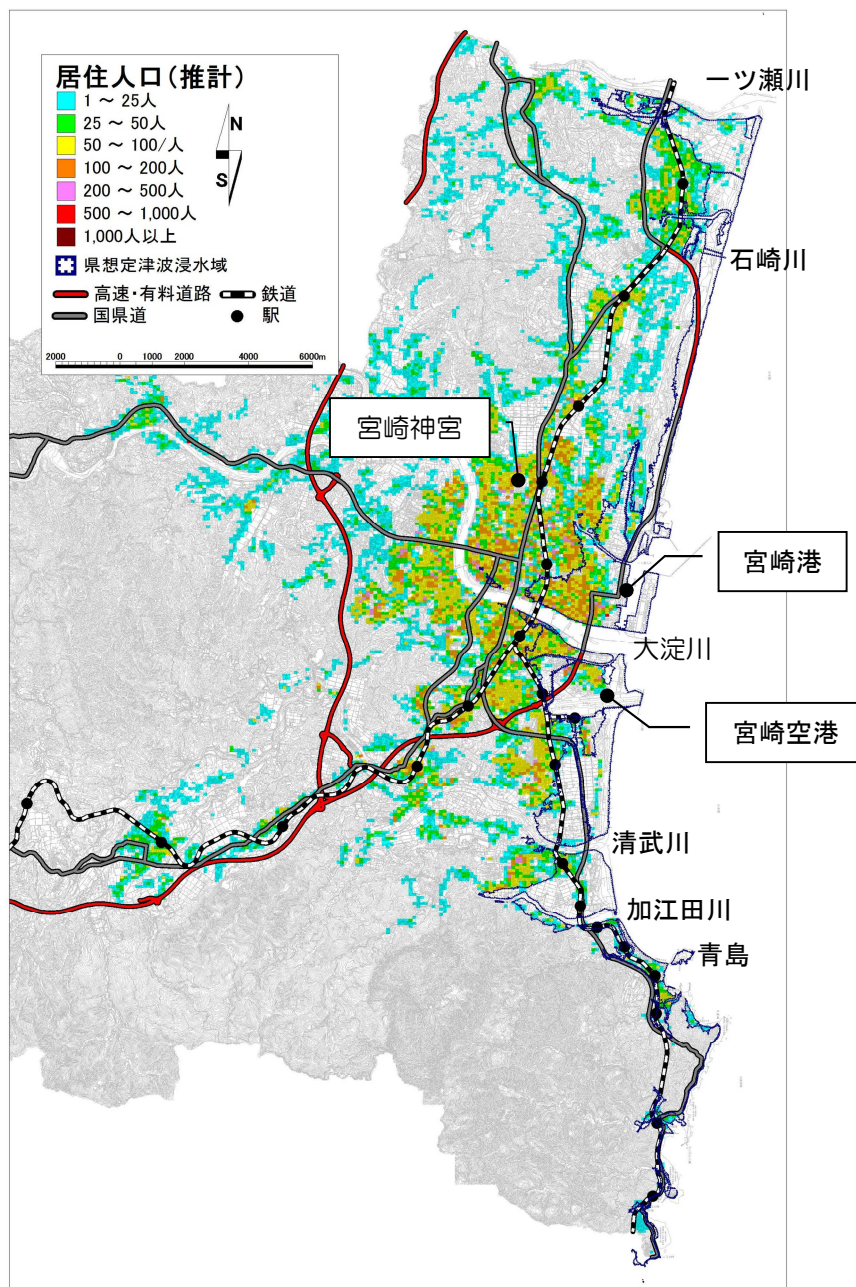 居住人口(推計)
1 ~ 25人
25 ~ 50人
50 ~ 100/人
100 ~ 200人
200 ~ 500人
500 ~ 1,000人
1,000人以上
N
S
県想定津波浸水域
高速・有料道路
鉄道
国県道
駅
2000 0 1000 2000 4000 6000m
一ツ瀬川
石崎川
宮崎神宮
宮崎港
大淀川
宮崎空港
清武川
加江田川
青島